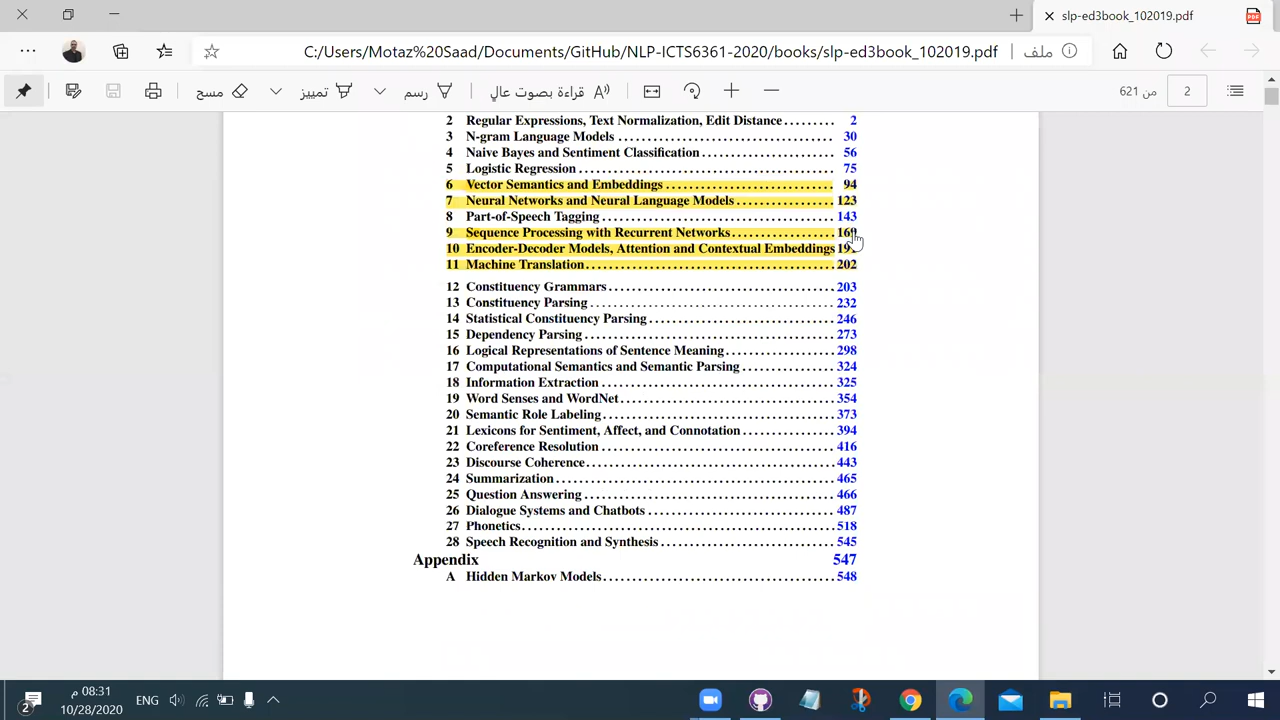 slp-ed3book_102019.pdf
C:/Users/Motaz%20Saad/Documents/GitHub/NLP-ICTS6361-2020/books/slp-ed3book_102019.pdf
ملف
2
من 621
قراءة بصوت عالٍ
رسم
تمييز
مسح
2 Regular Expressions, Text Normalization, Edit Distance......... 2
3 N-gram Language Models ........ 30
4 Naive Bayes and Sentiment Classification........ 56
5 Logistic Regression ........ 75
6 Vector Semantics and Embeddings ........ 94
7 Neural Networks and Neural Language Models ........ 123
8 Part-of-Speech Tagging ........ 143
9 Sequence Processing with Recurrent Networks........ 169
10 Encoder-Decoder Models, Attention and Contextual Embeddings
11 Machine Translation........ 202
12 Constituency Grammars ........ 203
13 Constituency Parsing ........ 232
14 Statistical Constituency Parsing ........ 246
15 Dependency Parsing ........ 273
16 Logical Representations of Sentence Meaning........ 298
17 Computational Semantics and Semantic Parsing ........ 324
18 Information Extraction ........ 325
19 Word Senses and WordNet ........ 354
20 Semantic Role Labeling ........ 373
21 Lexicons for Sentiment, Affect, and Connotation ........ 394
22 Coreference Resolution ........ 416
23 Discourse Coherence........ 443
24 Summarization ........ 465
25 Question Answering ........ 466
26 Dialogue Systems and Chatbots ........ 487
27 Phonetics........ 518
28 Speech Recognition and Synthesis ........ 545
Appendix 547
A Hidden Markov Models........ 548
08:31 م
10/28/2020
ENG
2